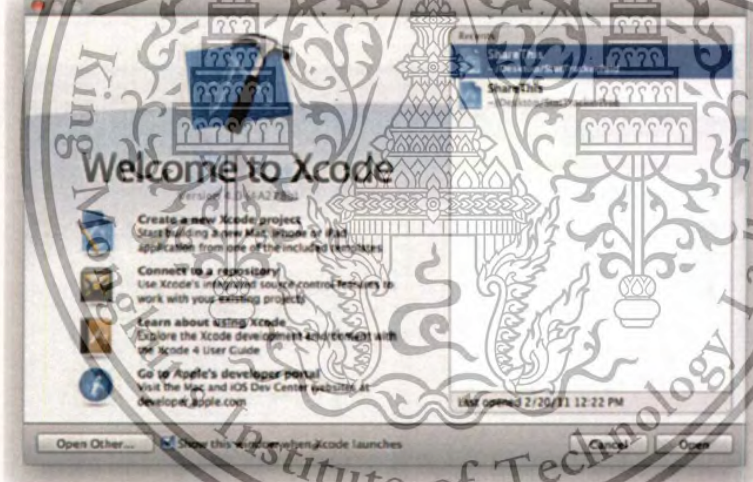 Recents
ShareThis
ShareThis
Welcome to Xcode
Create a new Xcode project
Start building a new Mac, iPhone or iPad
application from one of the included templates
Connect to a repository
Use Xcode's integrated source control features to
work with your existing projects
Learn about using Xcode
Explore the Xcode development environment with
the Xcode 4 User Guide
Go to Apple's developer portal
Visit the Mac and iOS Dev Center websites at
developer.apple.com
Last opened 2/20/11 12:22 PM
Open Other...
Show this window when Xcode launches
Cancel
Open
King Mongkut's Institute of Technology